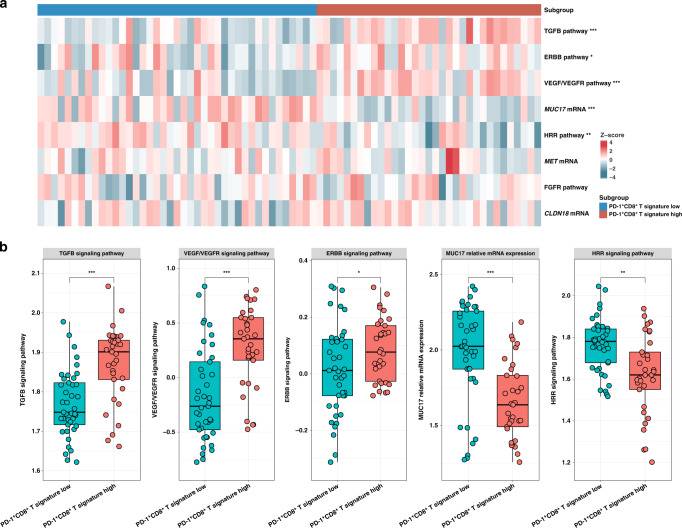 a
Subgroup
TGFB pathway ***
ERBB pathway *
VEGF/VEGFR pathway ***
MUC17 mRNA ***
HRR pathway **
MET mRNA
FGFR pathway
CLDN18 mRNA
Z-score
4
2
0
−2
−4
Subgroup
PD-1⁺CD8⁺ T signature low
PD-1⁺CD8⁺ T signature high
b
TGFB signaling pathway
***
TGFB signaling pathway
2.1
2.0
1.9
1.8
1.7
1.6
PD-1⁺CD8⁺ T signature low
PD-1⁺CD8⁺ T signature high
VEGF/VEGFR signaling pathway
***
VEGF/VEGFR signaling pathway
1.0
0.5
0.0
−0.5
PD-1⁺CD8⁺ T signature low
PD-1⁺CD8⁺ T signature high
ERBB signaling pathway
*
ERBB signaling pathway
0.4
0.2
0.0
−0.2
PD-1⁺CD8⁺ T signature low
PD-1⁺CD8⁺ T signature high
MUC17 relative mRNA expression
***
MUC17 relative mRNA expression
2.5
2.0
1.5
PD-1⁺CD8⁺ T signature low
PD-1⁺CD8⁺ T signature high
HRR signaling pathway
**
HRR signaling pathway
2.0
1.8
1.6
1.4
1.2
PD-1⁺CD8⁺ T signature low
PD-1⁺CD8⁺ T signature high